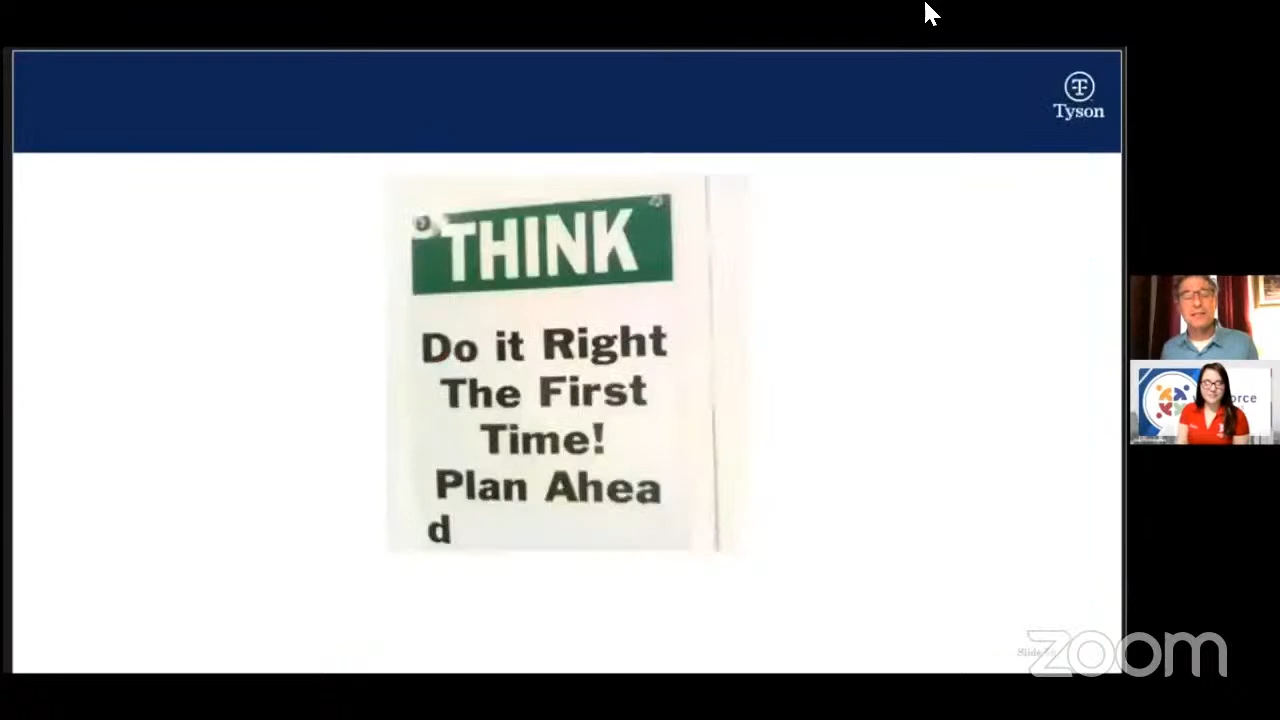 Tyson
THINK
Do it Right
The First
Time!
Plan Ahea
d
zoom